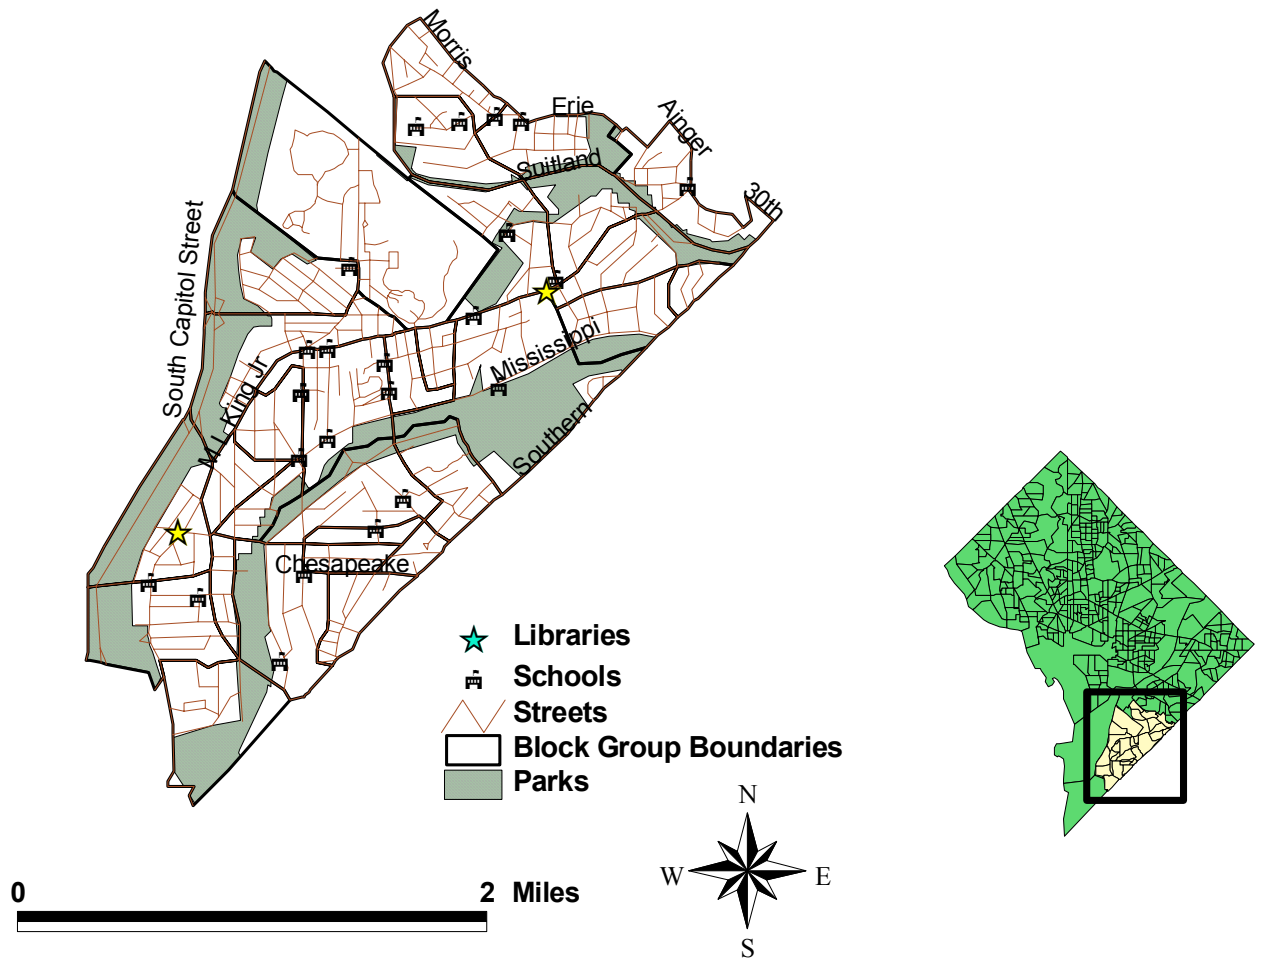 Morris
Erie
Ainger
Suitland
30th
South Capitol Street
Mississippi
M.L. King Jr
Southern
Chesapeake
Libraries
Schools
Streets
Block Group Boundaries
Parks
N
W
E
S
0 2 Miles